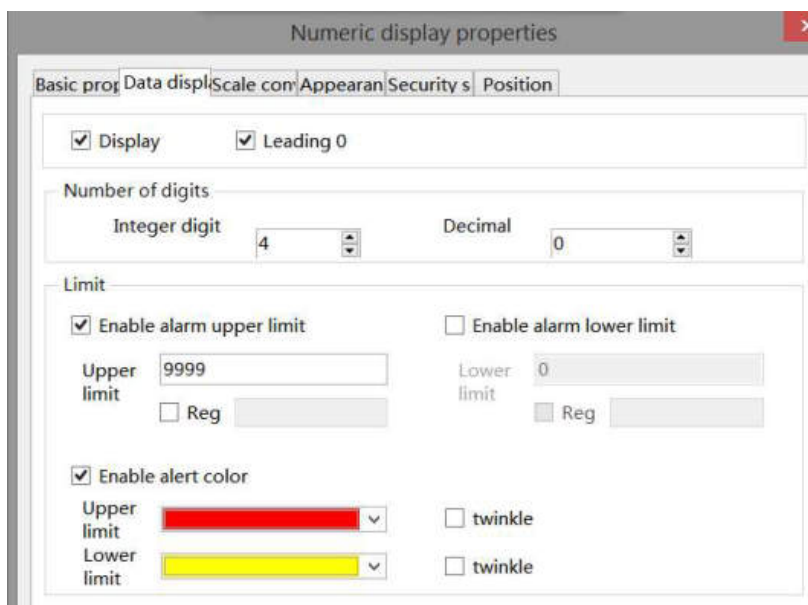 Numeric display properties
Basic prop Data displa Scale con Appearan Security s Position
Display Leading 0
Number of digits
Integer digit 4 Decimal 0
Limit
Enable alarm upper limit Enable alarm lower limit
Upper limit 9999 Lower limit 0
Reg Reg
Enable alert color
Upper limit twinkle
Lower limit twinkle